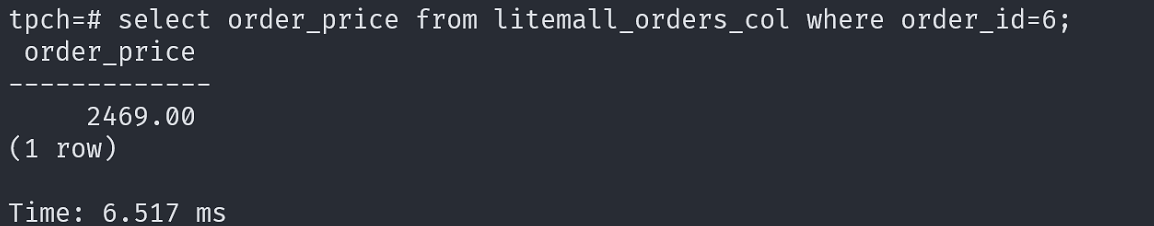 tpch=# select order_price from litemall_orders_col where order_id=6;
 order_price
-------------
     2469.00
(1 row)

Time: 6.517 ms